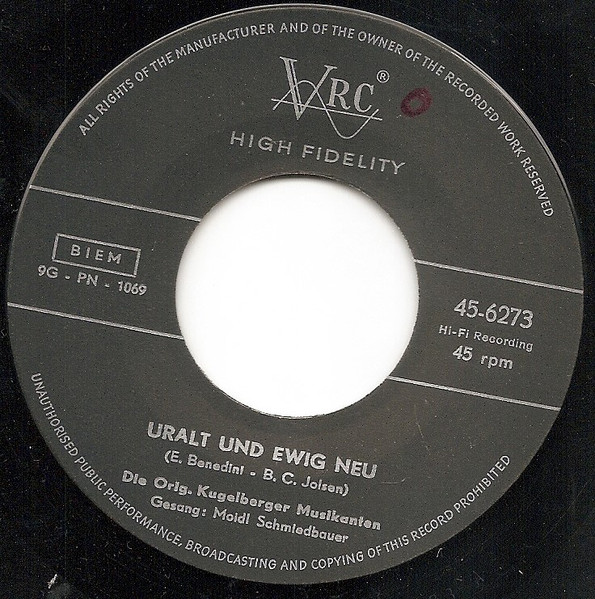 ALL RIGHTS OF THE MANUFACTURER AND OF THE OWNER OF THE RECORDED WORK RESERVED
VRC®
HIGH FIDELITY
BIEM
9G - PN - 1069
45-6273
Hi-Fi Recording
45 rpm
URALT UND EWIG NEU
(E. Benedini - B. C. Jolsen)
Die Orig. Kugelberger Musikanten
Gesang: Moidl Schmiedbauer
UNAUTHORISED PUBLIC PERFORMANCE, BROADCASTING AND COPYING OF THIS RECORD PROHIBITED